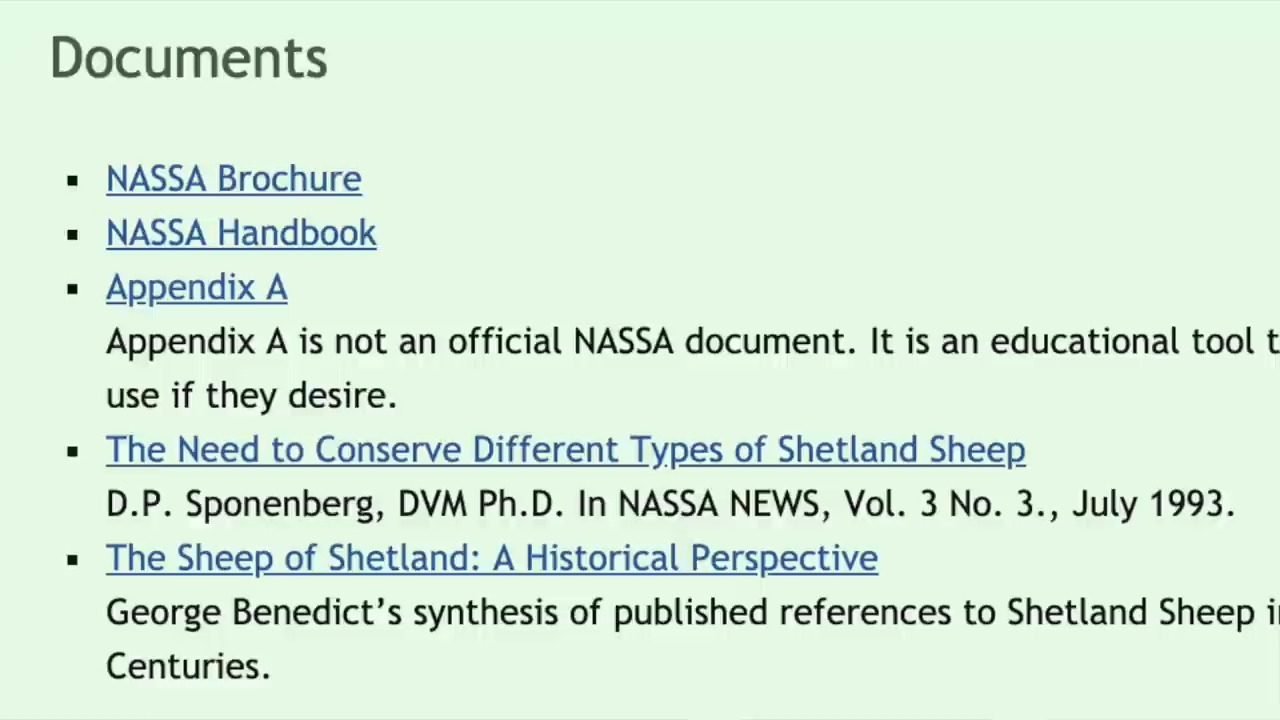 Documents
NASSA Brochure
NASSA Handbook
Appendix A
Appendix A is not an official NASSA document. It is an educational tool
use if they desire.
The Need to Conserve Different Types of Shetland Sheep
D.P. Sponenberg, DVM Ph.D. In NASSA NEWS, Vol. 3 No. 3., July 1993.
The Sheep of Shetland: A Historical Perspective
George Benedict’s synthesis of published references to Shetland Sheep
Centuries.